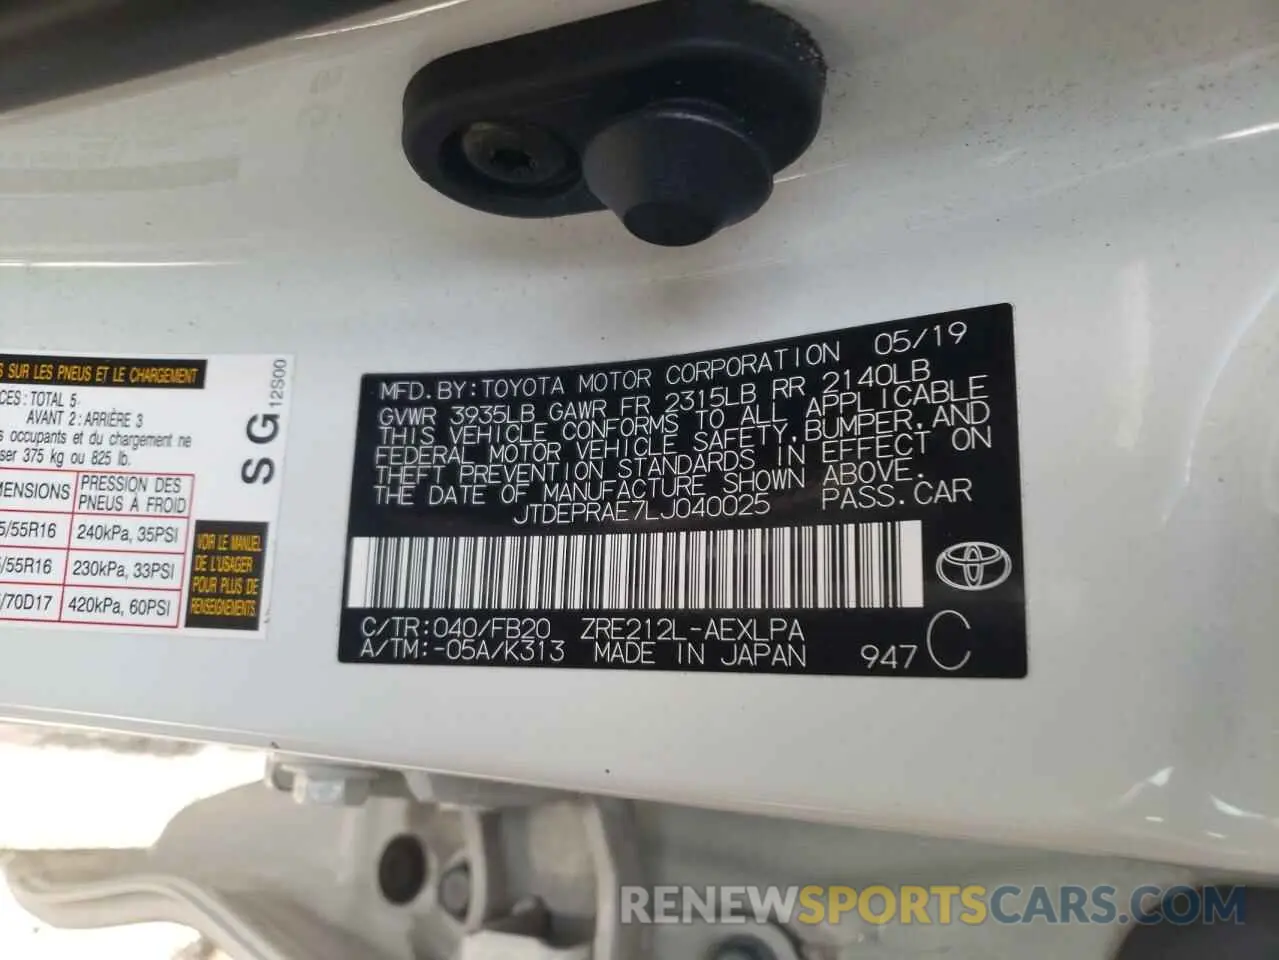 SUR LES PNEUS ET LE CHARGEMENT
TOTAL 5
AVANT 2 : ARRIÈRE 3
occupants et du chargement ne
375 kg ou 825 lb.
PRESSION DES
PNEUS À FROID
/55R16 240kPa, 35PSI
/55R16 230kPa, 33PSI
/70D17 420kPa, 60PSI
SG 12S00
VOIR LE MANUEL
DE L'USAGER
POUR PLUS DE
RENSEIGNEMENTS
MFD.BY:TOYOTA MOTOR CORPORATION 05/19
GVWR 3935LB GAWR FR 2315LB RR 2140LB
THIS VEHICLE CONFORMS TO ALL APPLICABLE
FEDERAL MOTOR VEHICLE SAFETY,BUMPER,AND
THEFT PREVENTION STANDARDS IN EFFECT ON
THE DATE OF MANUFACTURE SHOWN ABOVE.
JTDEPRAE7LJ040025 PASS.CAR
C/TR:040/FB20 ZRE212L-AEXLPA
A/TM:-05A/K313 MADE IN JAPAN 947 C
RENEWSPORTSCARS.COM